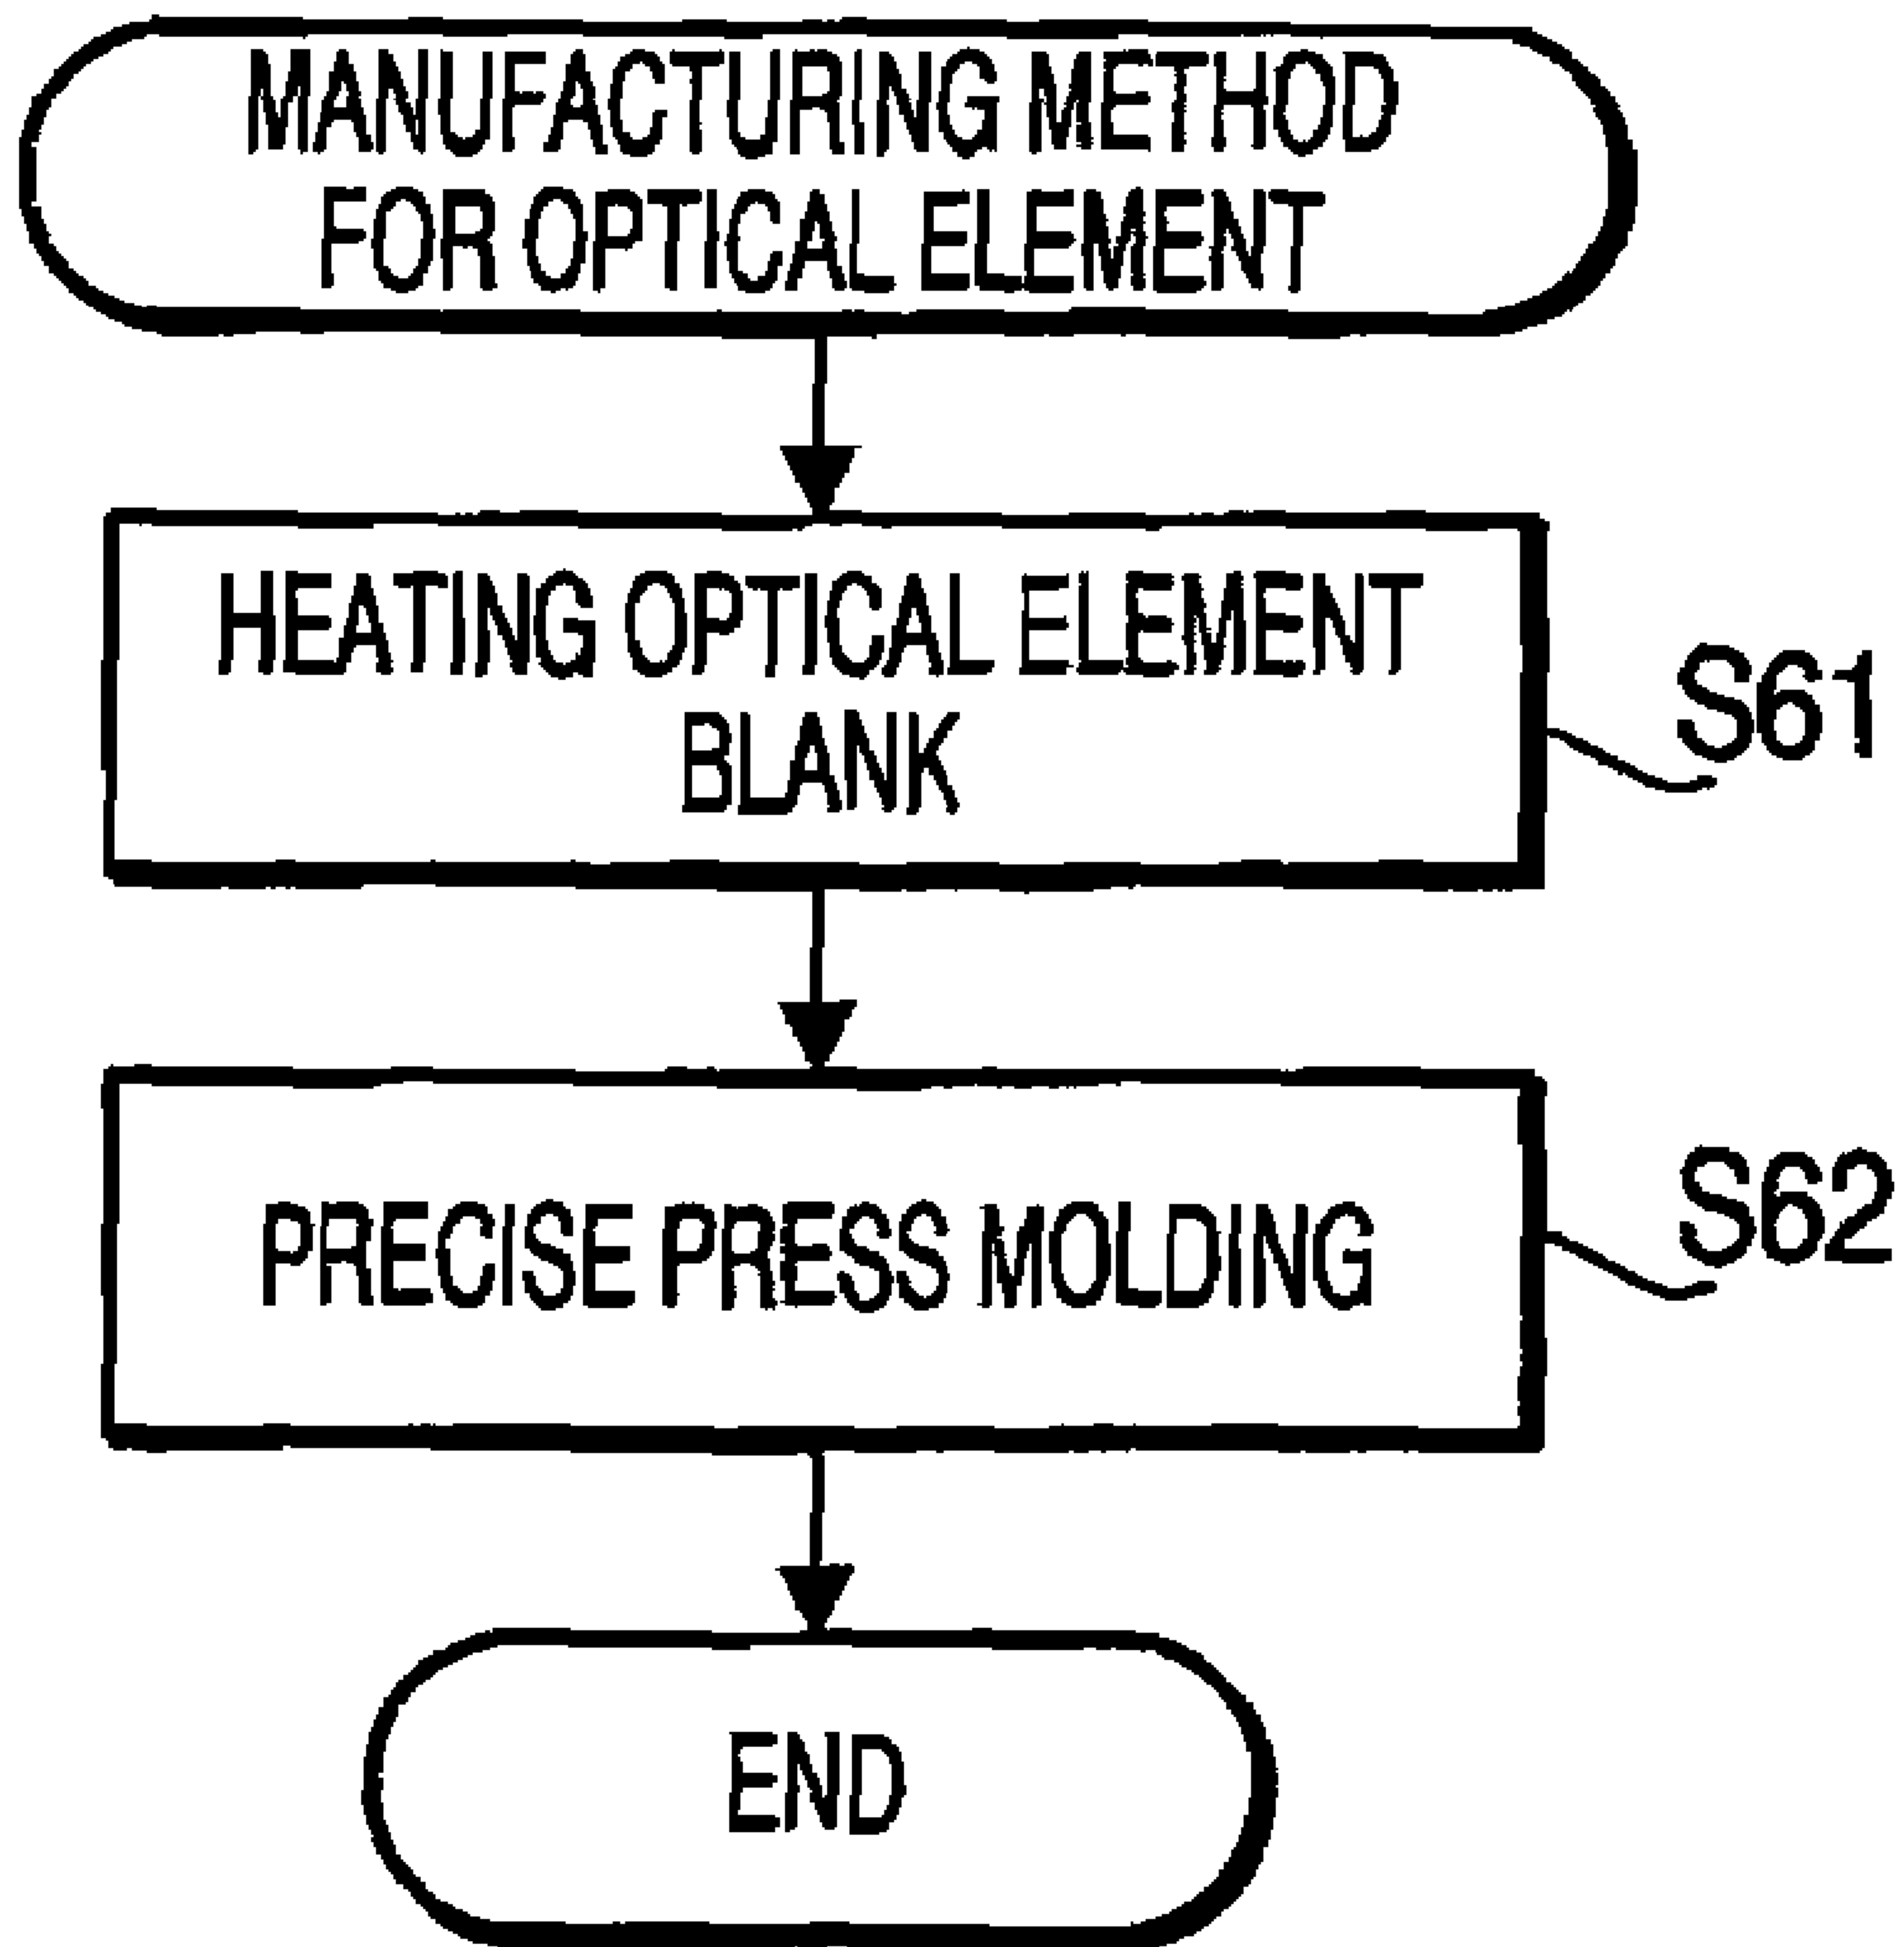 MANUFACTURING METHOD
FOR OPTICAL ELEMENT
HEATING OPTICAL ELEMENT
BLANK
S61
PRECISE PRESS MOLDING
S62
END